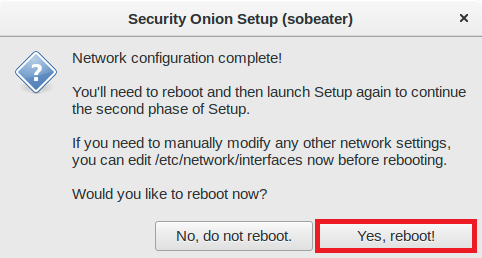 Security Onion Setup (sobeater)
Network configuration complete!
You'll need to reboot and then launch Setup again to continue
the second phase of Setup.
If you need to manually modify any other network settings,
you can edit /etc/network/interfaces now before rebooting.
Would you like to reboot now?
No, do not reboot.
Yes, reboot!